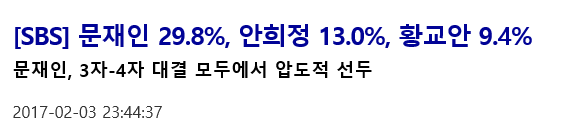 [SBS] 문재인 29.8%, 안희정 13.0%, 황교안 9.4%
문재인, 3자-4자 대결 모두에서 압도적 선두
2017-02-03 23:44:37